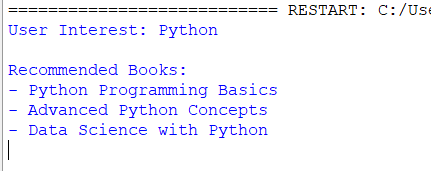 ============================ RESTART: C:/Use
User Interest: Python
Recommended Books:
- Python Programming Basics
- Advanced Python Concepts
- Data Science with Python